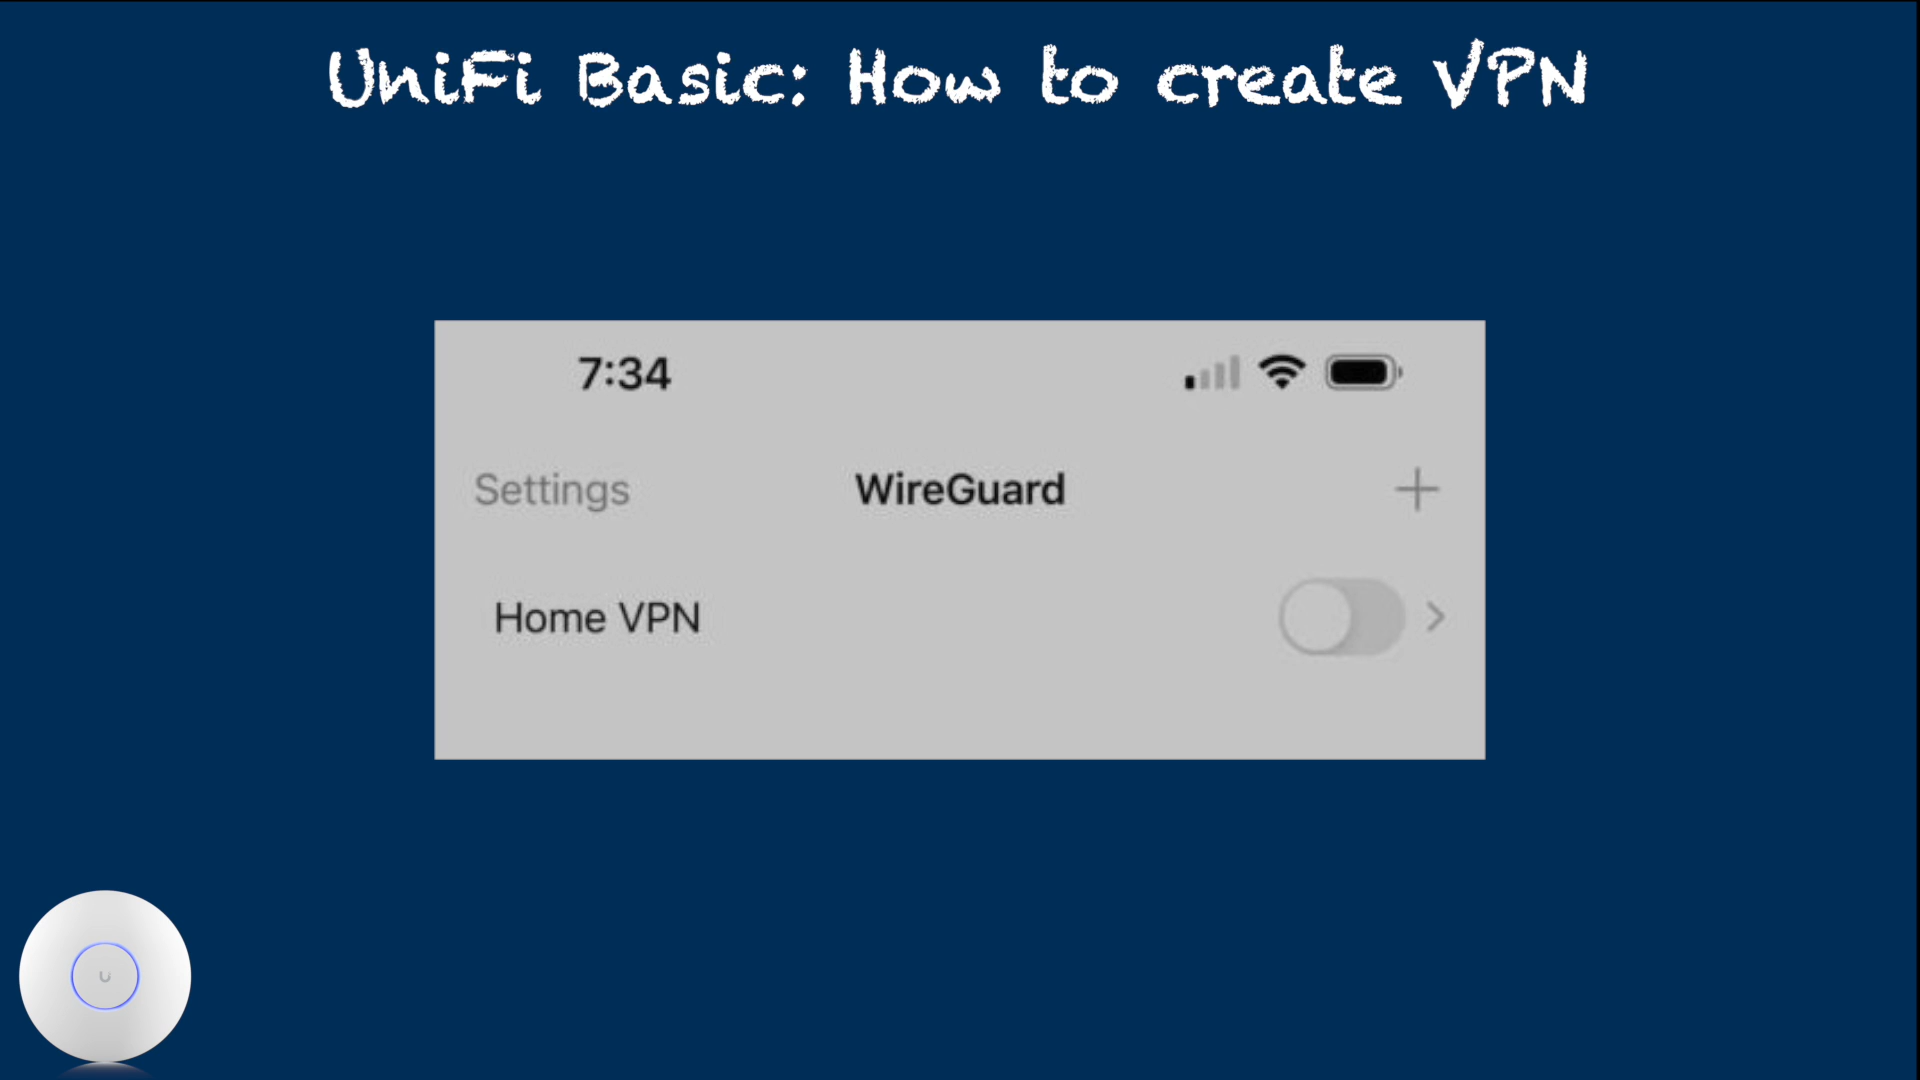 UniFi Basic: How to create VPN
7:34
Settings WireGuard
Home VPN
U